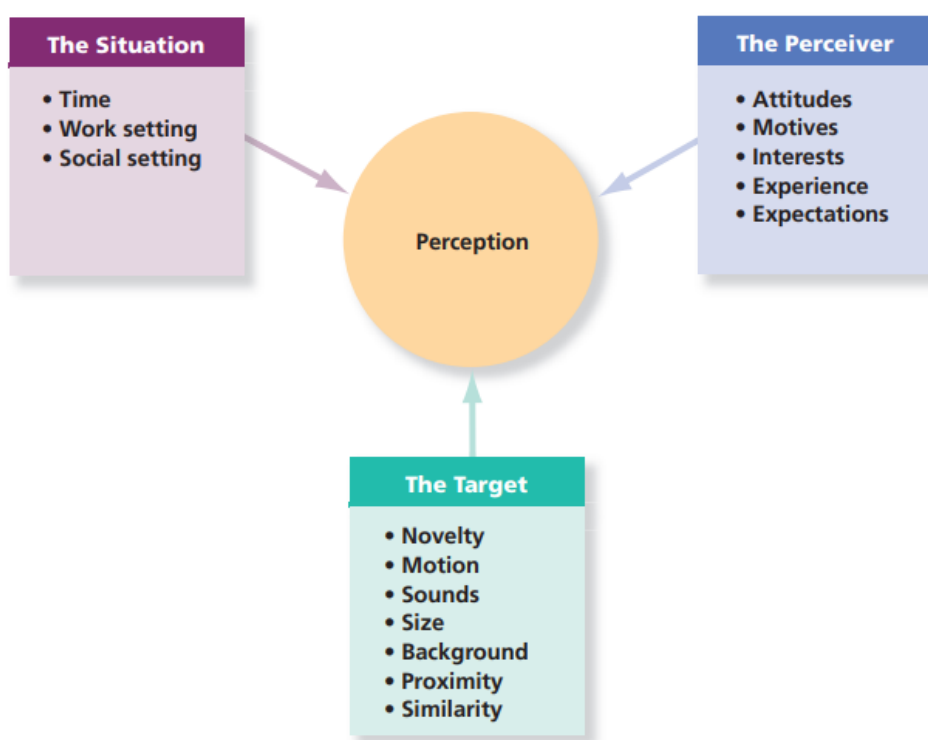 The Situation
• Time
• Work setting
• Social setting
The Perceiver
• Attitudes
• Motives
• Interests
• Experience
• Expectations
Perception
The Target
• Novelty
• Motion
• Sounds
• Size
• Background
• Proximity
• Similarity